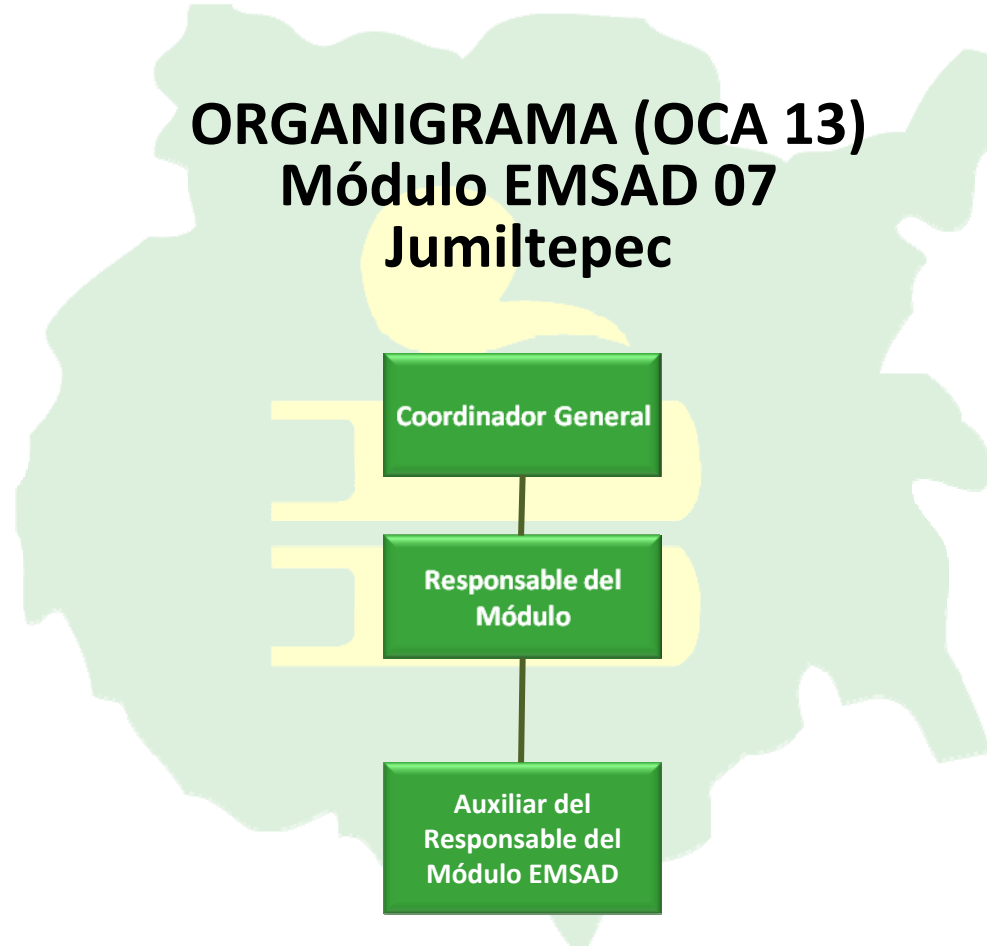 ORGANIGRAMA (OCA 13)
Módulo EMSAD 07
Jumiltepec
Coordinador General
Responsable del
Módulo
Auxiliar del
Responsable del
Módulo EMSAD